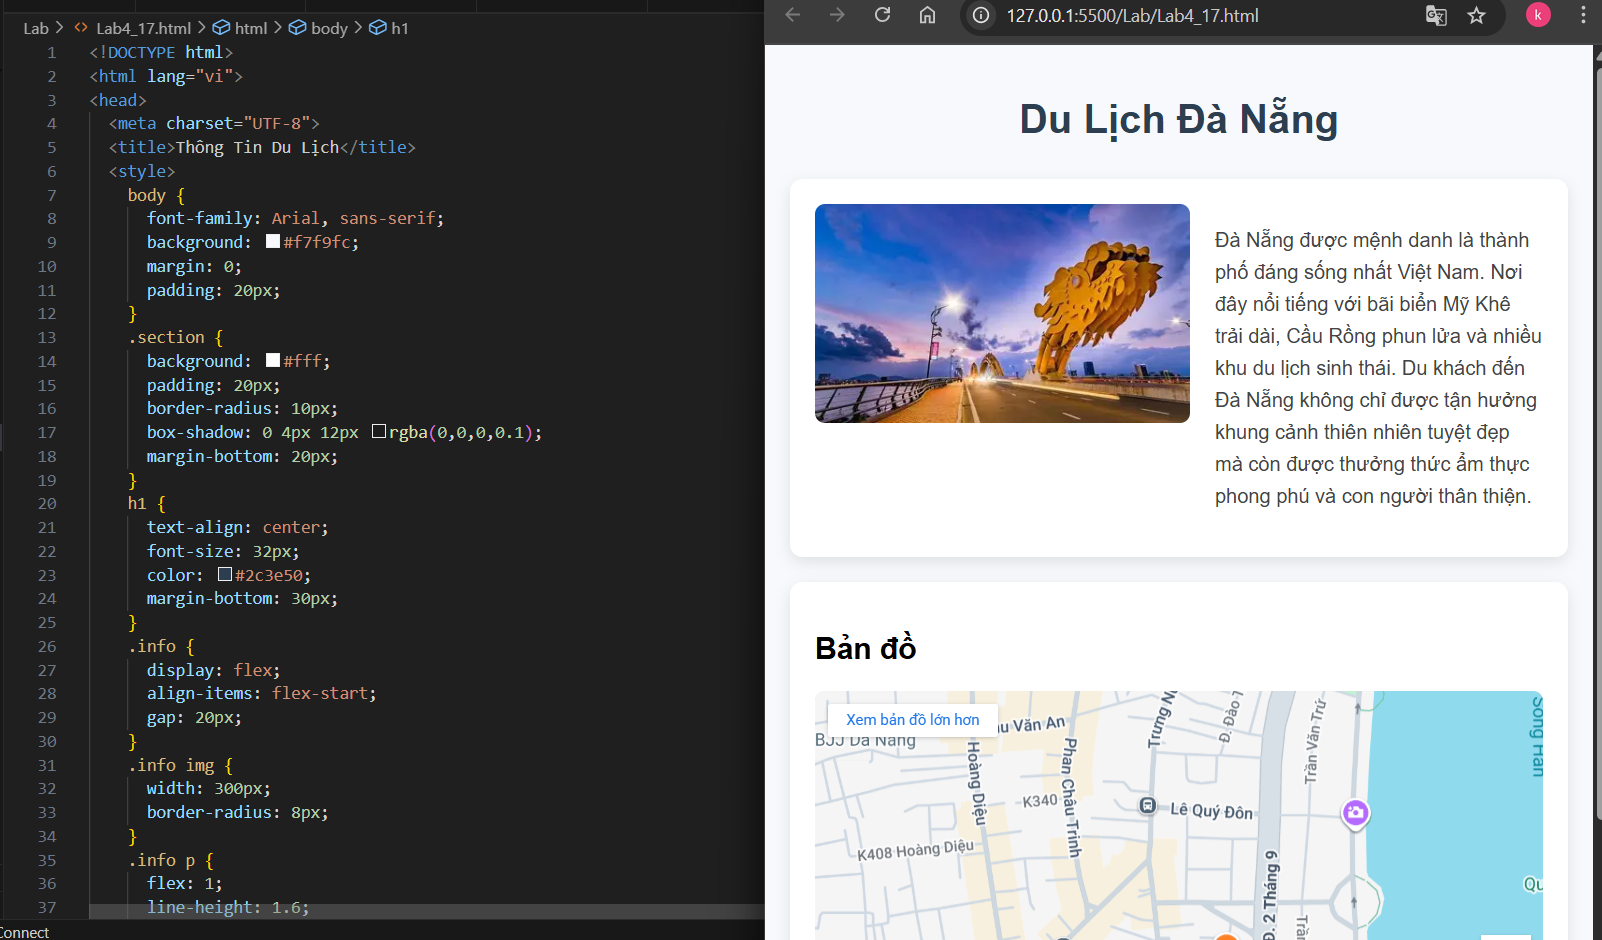 Lab > Lab4_17.html > html > body > h1
1 <!DOCTYPE html>
2 <html lang="vi">
3 <head>
4 <meta charset="UTF-8">
5 <title>Thông Tin Du Lịch</title>
6 <style>
7 body {
8 font-family: Arial, sans-serif;
9 background: #f7f9fc;
10 margin: 0;
11 padding: 20px;
12 }
13 .section {
14 background: #fff;
15 padding: 20px;
16 border-radius: 10px;
17 box-shadow: 0 4px 12px rgba(0,0,0,0.1);
18 margin-bottom: 20px;
19 }
20 h1 {
21 text-align: center;
22 font-size: 32px;
23 color: #2c3e50;
24 margin-bottom: 30px;
25 }
26 .info {
27 display: flex;
28 align-items: flex-start;
29 gap: 20px;
30 }
31 .info img {
32 width: 300px;
33 border-radius: 8px;
34 }
35 .info p {
36 flex: 1;
37 line-height: 1.6;
Connect
127.0.0.1:5500/Lab/Lab4_17.html
k
Du Lịch Đà Nẵng
Đà Nẵng được mệnh danh là thành
phố đáng sống nhất Việt Nam. Nơi
đây nổi tiếng với bãi biển Mỹ Khê
trải dài, Cầu Rồng phun lửa và nhiều
khu du lịch sinh thái. Du khách đến
Đà Nẵng không chỉ được tận hưởng
khung cảnh thiên nhiên tuyệt đẹp
mà còn được thưởng thức ẩm thực
phong phú và con người thân thiện.
Bản đồ
Xem bản đồ lớn hơn
BJJ Da Nang
u Văn An
Hoàng Diệu
Phan Châu Trinh
Trưng N
Đ. Đào T
Trần Văn Trứ
Song Han
K340
Lê Quý Đôn
K408 Hoàng Diệu
Đ. 2 Tháng 9
Trần
Qu